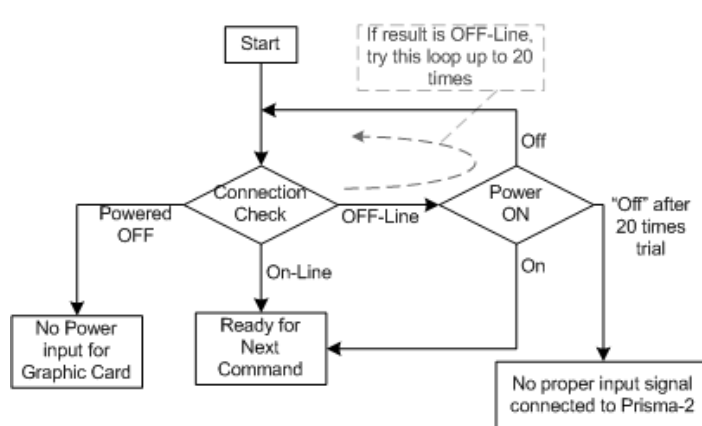 Start
If result is OFF-Line,
try this loop up to 20
times
Off
Connection
Check
Power
ON
Powered
OFF
OFF-Line
"Off" after
20 times
trial
On-Line
On
No Power
input for
Graphic Card
Ready for
Next
Command
No proper input signal
connected to Prisma-2